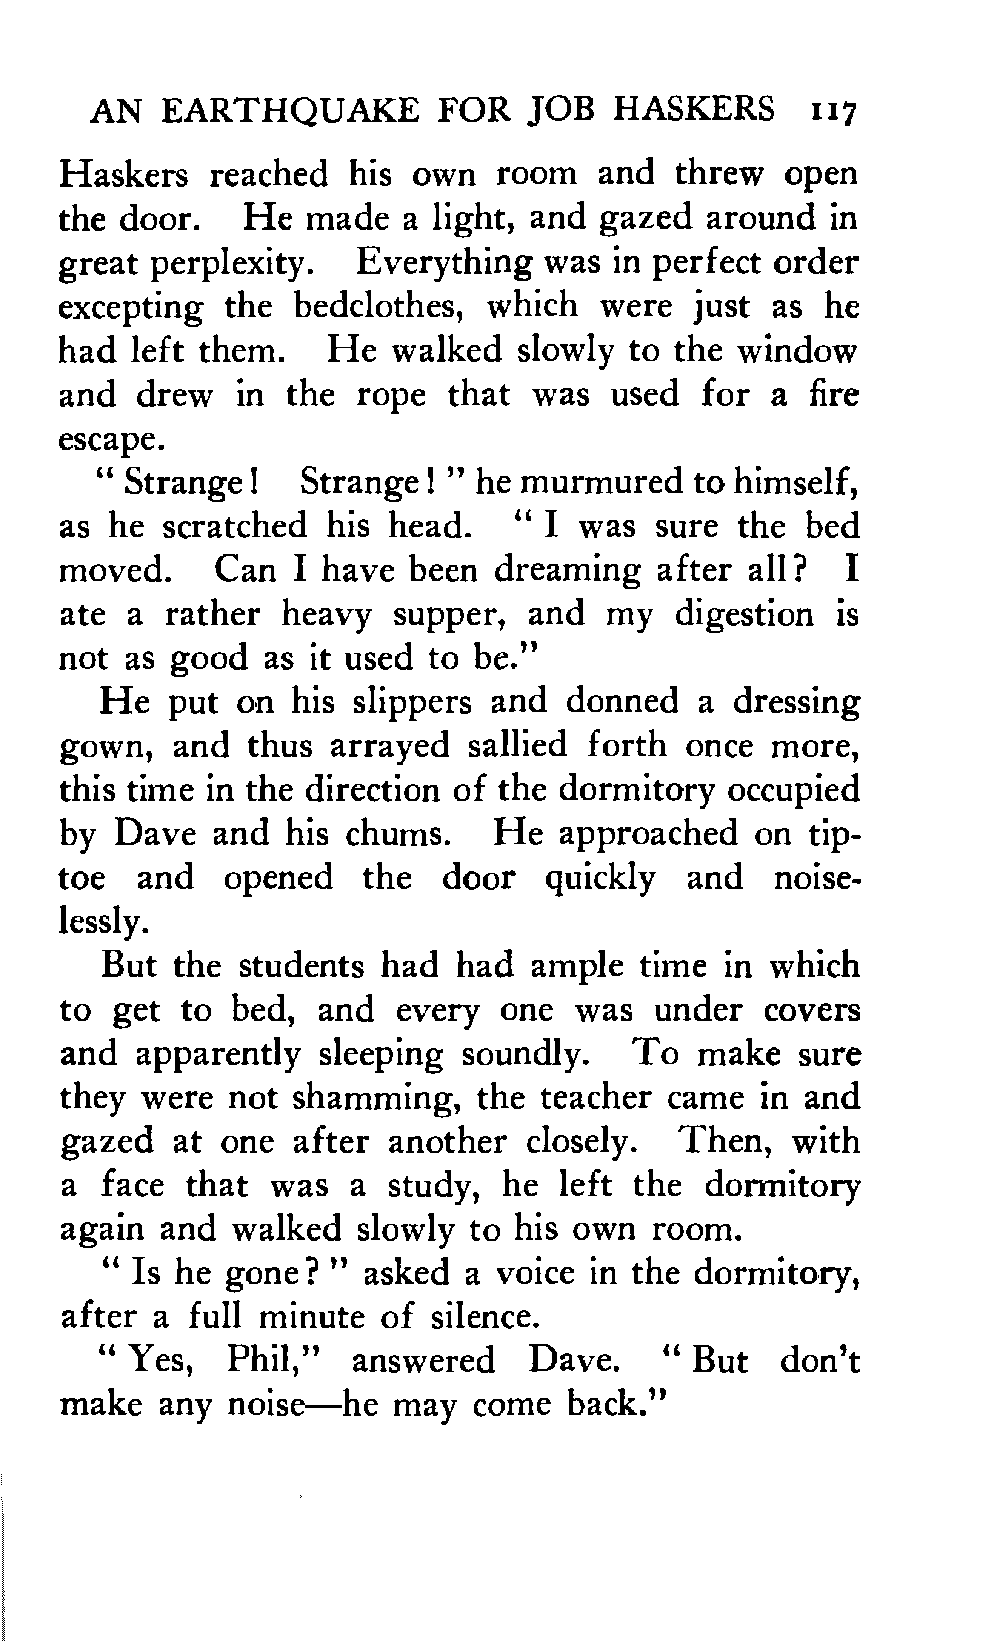 AN EARTHQUAKE FOR JOB HASKERS 117
Haskers reached his own room and threw open
the door. He made a light, and gazed around in
great perplexity. Everything was in perfect order
excepting the bedclothes, which were just as he
had left them. He walked slowly to the window
and drew in the rope that was used for a fire
escape.
" Strange! Strange! " he murmured to himself,
as he scratched his head. " I was sure the bed
moved. Can I have been dreaming after all? I
ate a rather heavy supper, and my digestion is
not as good as it used to be."
He put on his slippers and donned a dressing
gown, and thus arrayed sallied forth once more,
this time in the direction of the dormitory occupied
by Dave and his chums. He approached on tip-
toe and opened the door quickly and noise-
lessly.
But the students had had ample time in which
to get to bed, and every one was under covers
and apparently sleeping soundly. To make sure
they were not shamming, the teacher came in and
gazed at one after another closely. Then, with
a face that was a study, he left the dormitory
again and walked slowly to his own room.
" Is he gone? " asked a voice in the dormitory,
after a full minute of silence.
" Yes, Phil," answered Dave. " But don't
make any noise—he may come back."